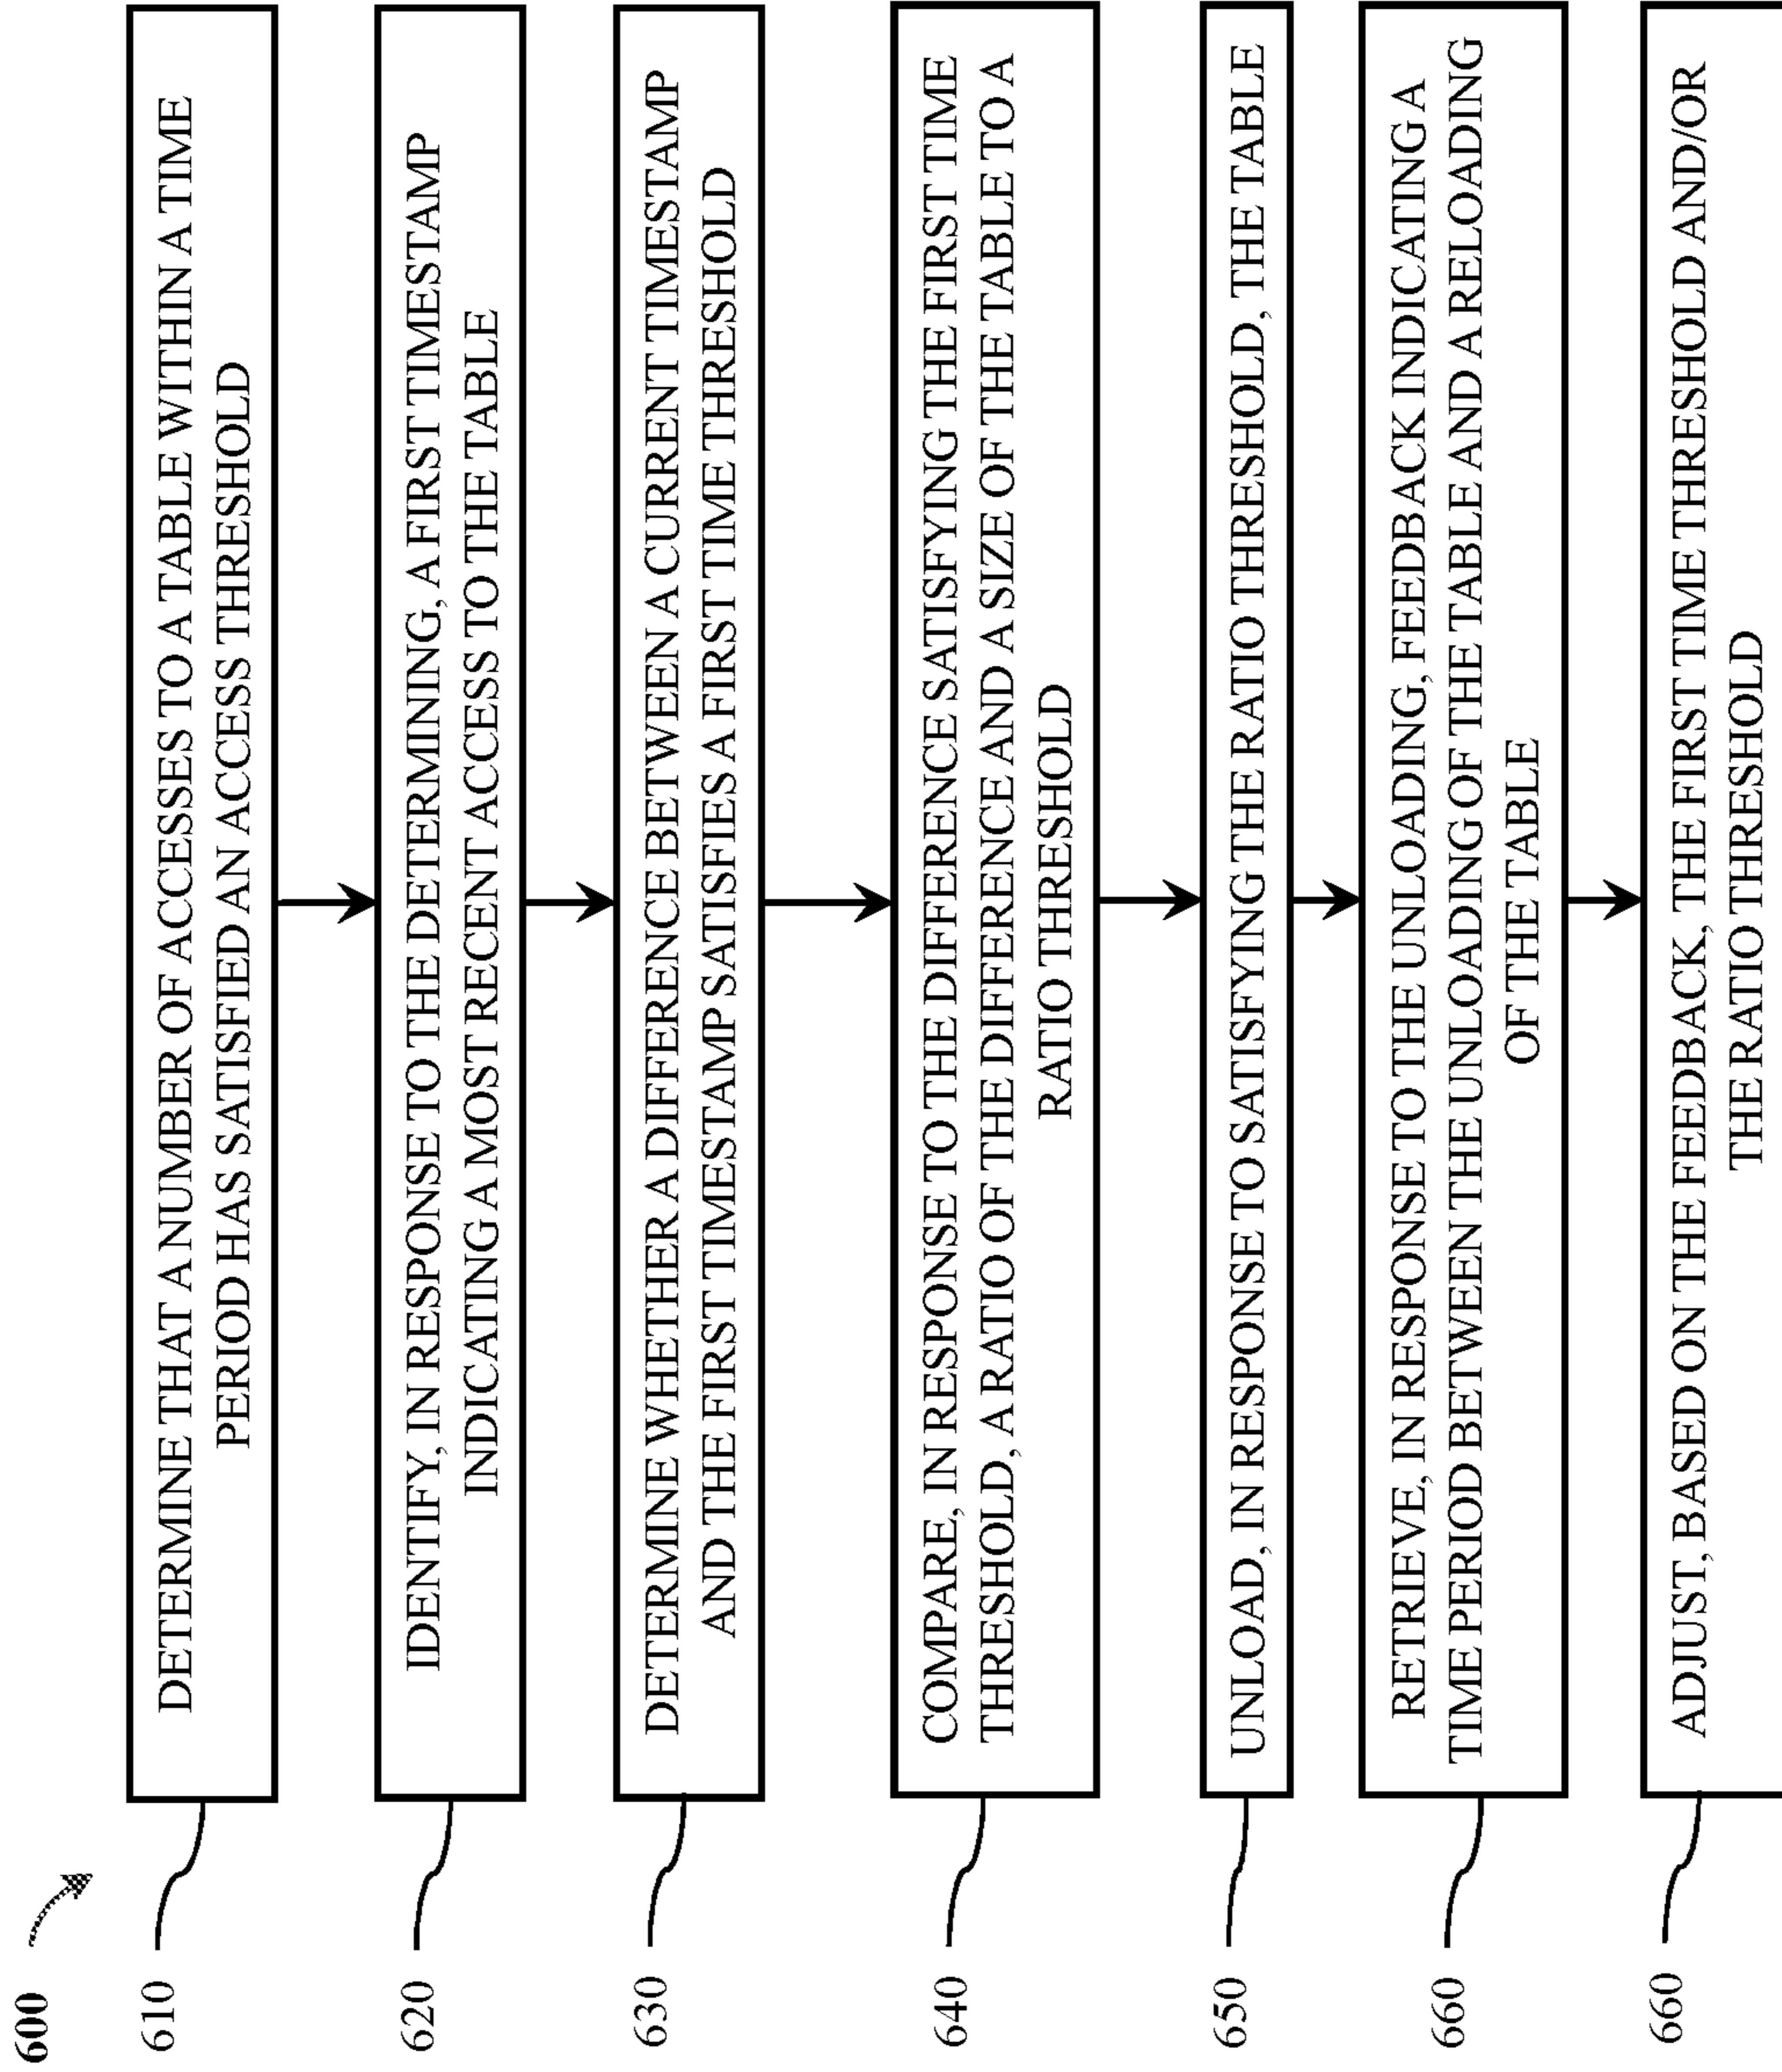 600
610
DETERMINE THAT A NUMBER OF ACCESSES TO A TABLE WITHIN A TIME
PERIOD HAS SATISFIED AN ACCESS THRESHOLD
620
IDENTIFY, IN RESPONSE TO THE DETERMINING, A FIRST TIMESTAMP
INDICATING A MOST RECENT ACCESS TO THE TABLE
630
DETERMINE WHETHER A DIFFERENCE BETWEEN A CURRENT TIMESTAMP
AND THE FIRST TIMESTAMP SATISFIES A FIRST TIME THRESHOLD
640
COMPARE, IN RESPONSE TO THE DIFFERENCE SATISFYING THE FIRST TIME
THRESHOLD, A RATIO OF THE DIFFERENCE AND A SIZE OF THE TABLE TO A
RATIO THRESHOLD
650
UNLOAD, IN RESPONSE TO SATISFYING THE RATIO THRESHOLD, THE TABLE
660
RETRIEVE, IN RESPONSE TO THE UNLOADING, FEEDBACK INDICATING A
TIME PERIOD BETWEEN THE UNLOADING OF THE TABLE AND A RELOADING
OF THE TABLE
660
ADJUST, BASED ON THE FEEDBACK, THE FIRST TIME THRESHOLD AND/OR
THE RATIO THRESHOLD